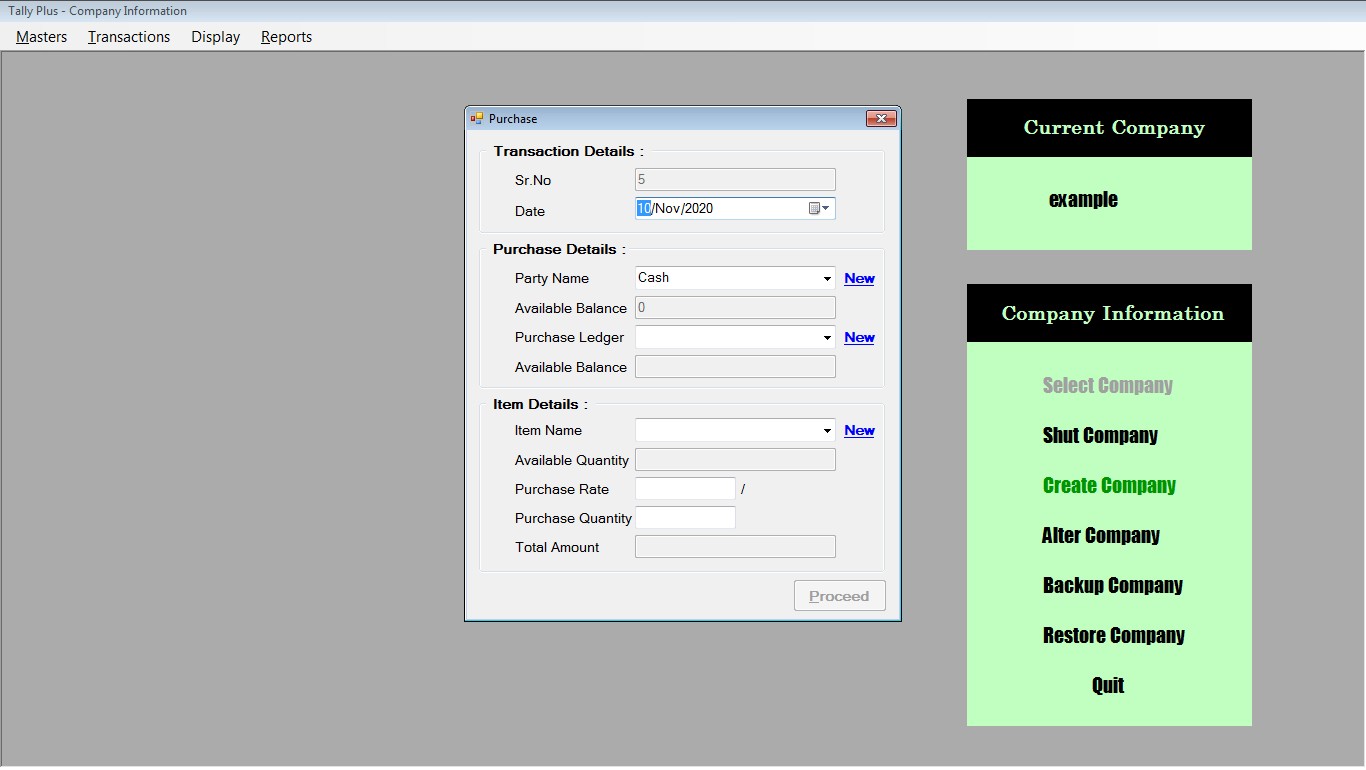 Tally Plus - Company Information
Masters Transactions Display Reports
Purchase
Transaction Details :
Sr.No 5
Date 10/Nov/2020
Purchase Details :
Party Name Cash New
Available Balance 0
Purchase Ledger New
Available Balance
Item Details :
Item Name New
Available Quantity
Purchase Rate /
Purchase Quantity
Total Amount
Proceed
Current Company
example
Company Information
Select Company
Shut Company
Create Company
Alter Company
Backup Company
Restore Company
Quit